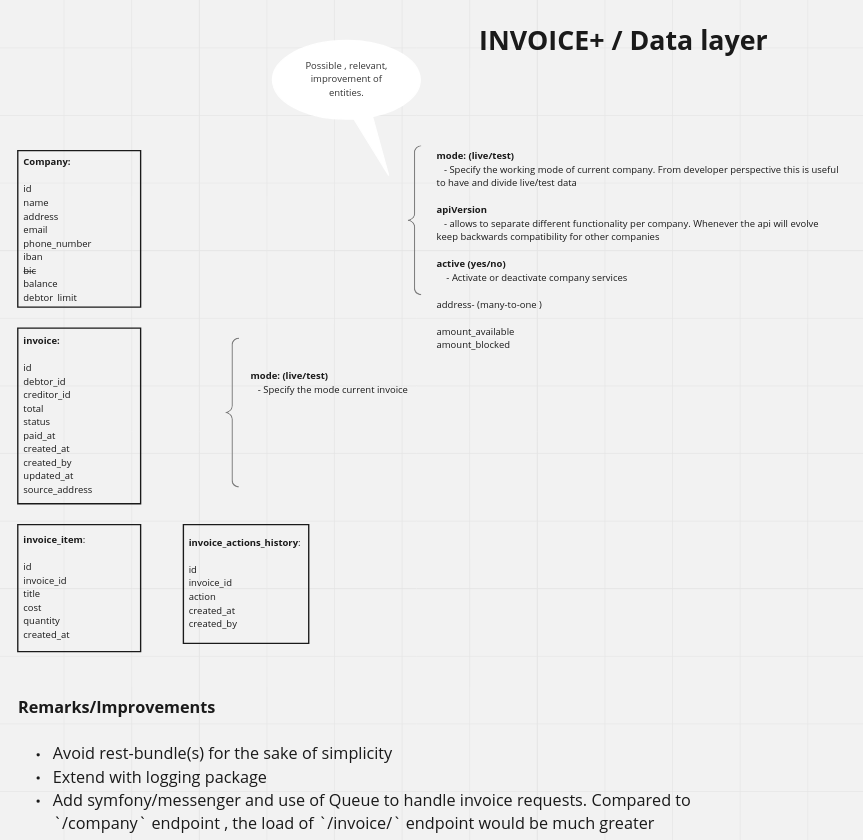 INVOICE+ / Data layer
Possible , relevant,
improvement of
entities.
Company:
id
name
address
email
phone_number
iban
bic
balance
debtor_limit
mode: (live/test)
- Specify the working mode of current company. From developer perspective this is useful
to have and divide live/test data
apiVersion
- allows to separate different functionality per company. Whenever the api will evolve
keep backwards compatibility for other companies
active (yes/no)
- Activate or deactivate company services
address- (many-to-one )
amount_available
amount_blocked
invoice:
id
debtor_id
creditor_id
total
status
paid_at
created_at
created_by
updated_at
source_address
mode: (live/test)
- Specify the mode current invoice
invoice_item:
id
invoice_id
title
cost
quantity
created_at
invoice_actions_history:
id
invoice_id
action
created_at
created_by
Remarks/Improvements
• Avoid rest-bundle(s) for the sake of simplicity
• Extend with logging package
• Add symfony/messenger and use of Queue to handle invoice requests. Compared to
`/company` endpoint , the load of `/invoice/` endpoint would be much greater